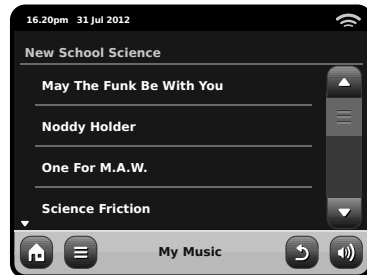 16.20pm 31 Jul 2012
New School Science
May The Funk Be With You
Noddy Holder
One For M.A.W.
Science Friction
My Music